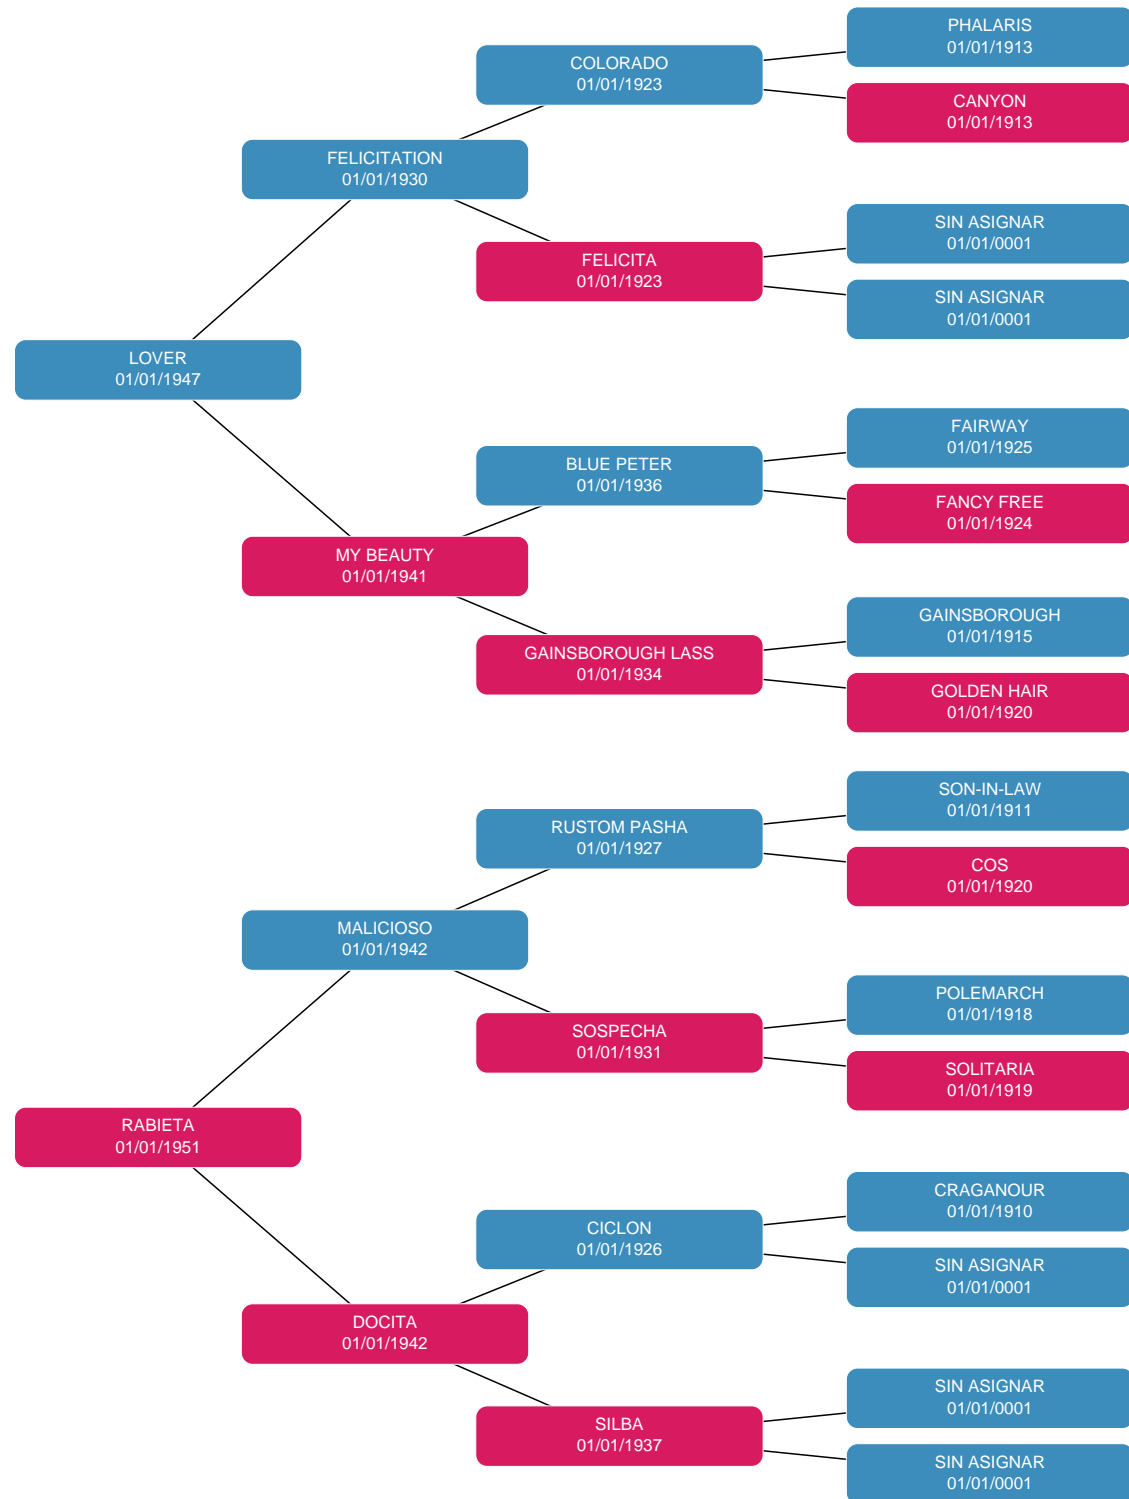 PHALARIS
01/01/1913
COLORADO
01/01/1923
CANYON
01/01/1913
FELICITATION
01/01/1930
SIN ASIGNAR
01/01/0001
FELICITA
01/01/1923
SIN ASIGNAR
01/01/0001
LOVER
01/01/1947
FAIRWAY
01/01/1925
BLUE PETER
01/01/1936
FANCY FREE
01/01/1924
MY BEAUTY
01/01/1941
GAINSBOROUGH
01/01/1915
GAINSBOROUGH LASS
01/01/1934
GOLDEN HAIR
01/01/1920
SON-IN-LAW
01/01/1911
RUSTOM PASHA
01/01/1927
COS
01/01/1920
MALICIOSO
01/01/1942
POLEMARCH
01/01/1918
SOSPECHA
01/01/1931
SOLITARIA
01/01/1919
RABIETA
01/01/1951
CRAGANOUR
01/01/1910
CICLON
01/01/1926
SIN ASIGNAR
01/01/0001
DOCITA
01/01/1942
SIN ASIGNAR
01/01/0001
SILBA
01/01/1937
SIN ASIGNAR
01/01/0001